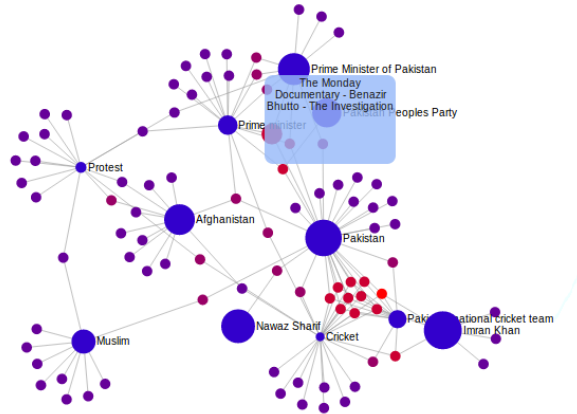 Prime Minister of Pakistan
The Monday
Documentary - Benazir
Bhutto - The Investigation
Pakistan Peoples Party
Prime minister
Protest
Afghanistan
Pakistan
Nawaz Sharif
Cricket
national cricket team
Imran Khan
Muslim